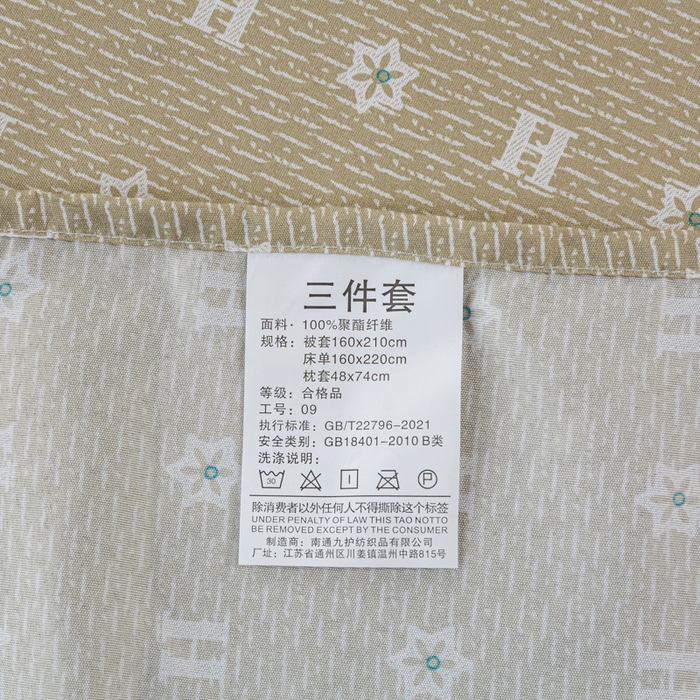 三件套
面料：100%聚酯纤维
规格：被套160x210cm
床单160x220cm
枕套48x74cm
等级：合格品
工号：09
执行标准：GB/T22796-2021
安全类别：GB18401-2010 B类
洗涤说明：
30 P
除消费者以外任何人不得撕除这个标签
UNDER PENALTY OF LAW THIS TAO NOTTO
BE REMOVED EXCEPT BY THE CONSUMER
制造商：南通九护纺织品有限公司
厂址：江苏省通州区川姜镇温州中路815号
H
H
H